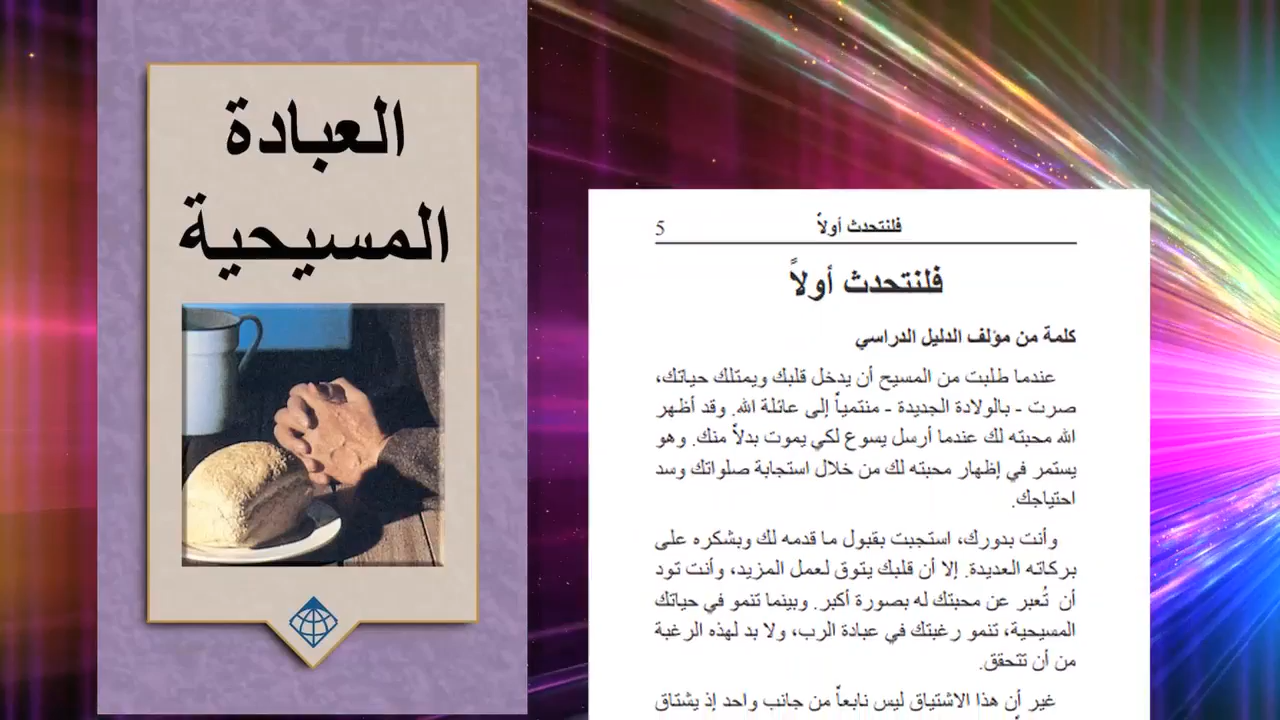 العبادة
المسيحية
فلنتحدث أولاً 5
فلنتحدث أولاً
كلمة من مؤلف الدليل الدراسي
عندما طلبت من المسيح أن يدخل قلبك ويمتلك حياتك،
صرت - بالولادة الجديدة - منتمياً إلى عائلة الله. وقد أظهر
الله محبته لك عندما أرسل يسوع لكي يموت بدلاً منك. وهو
يستمر في إظهار محبته لك من خلال استجابة صلواتك وسد
احتياجك.
وأنت بدورك، استجبت بقبول ما قدمه لك وبشكره على
بركاته العديدة. إلا أن قلبك يتوق لعمل المزيد، وأنت تود
أن تُعبر عن محبتك له بصورة أكبر. وبينما تنمو في حياتك
المسيحية، تنمو رغبتك في عبادة الرب، ولا بد لهذه الرغبة
من أن تتحقق.
غير أن هذا الاشتياق ليس نابعاً من جانب واحد إذ يشتاق